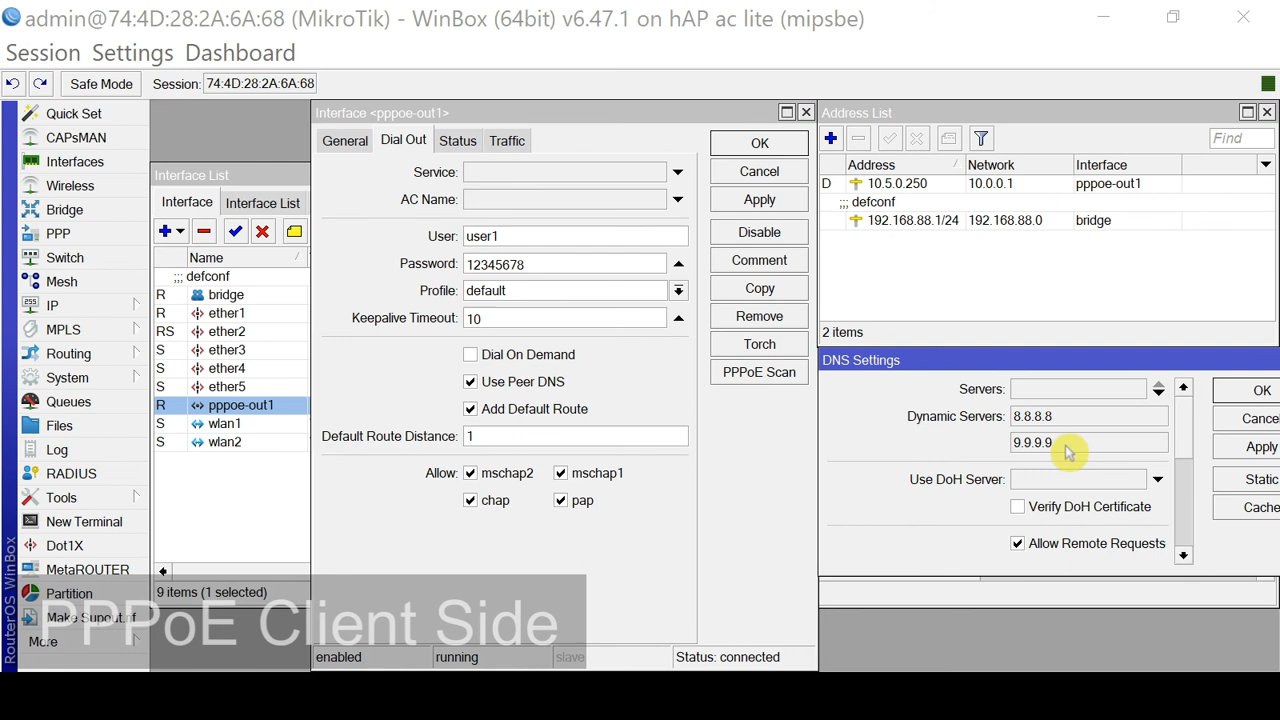 admin@74:4D:28:2A:6A:68 (MikroTik) - WinBox (64bit) v6.47.1 on hAP ac lite (mipsbe)
Session Settings Dashboard
Safe Mode Session: 74:4D:28:2A:6A:68
Quick Set
CAPsMAN
Interfaces
Wireless
Bridge
PPP
Switch
Mesh
IP
MPLS
Routing
System
Queues
Files
Log
RADIUS
Tools
New Terminal
Dot1X
MetaROUTER
Partition
Make Supout.rif
More
RouterOS WinBox
Interface List
Interface Interface List
Name
;;; defconf
R bridge
R ether1
RS ether2
S ether3
S ether4
S ether5
R pppoe-out1
S wlan1
S wlan2
9 items (1 selected)
Interface <pppoe-out1>
General Dial Out Status Traffic
Service:
AC Name:
User: user1
Password: 12345678
Profile: default
Keepalive Timeout: 10
Dial On Demand
Use Peer DNS
Add Default Route
Default Route Distance: 1
Allow: mschap2 mschap1
chap pap
OK
Cancel
Apply
Disable
Comment
Copy
Remove
Torch
PPPoE Scan
enabled running slave Status: connected
Address List
Find
Address Network Interface
D 10.5.0.250 10.0.0.1 pppoe-out1
;;; defconf
192.168.88.1/24 192.168.88.0 bridge
2 items
DNS Settings
Servers:
Dynamic Servers: 8.8.8.8
9.9.9.9
Use DoH Server:
Verify DoH Certificate
Allow Remote Requests
OK
Cance
Apply
Static
Cache
PPPoE Client Side